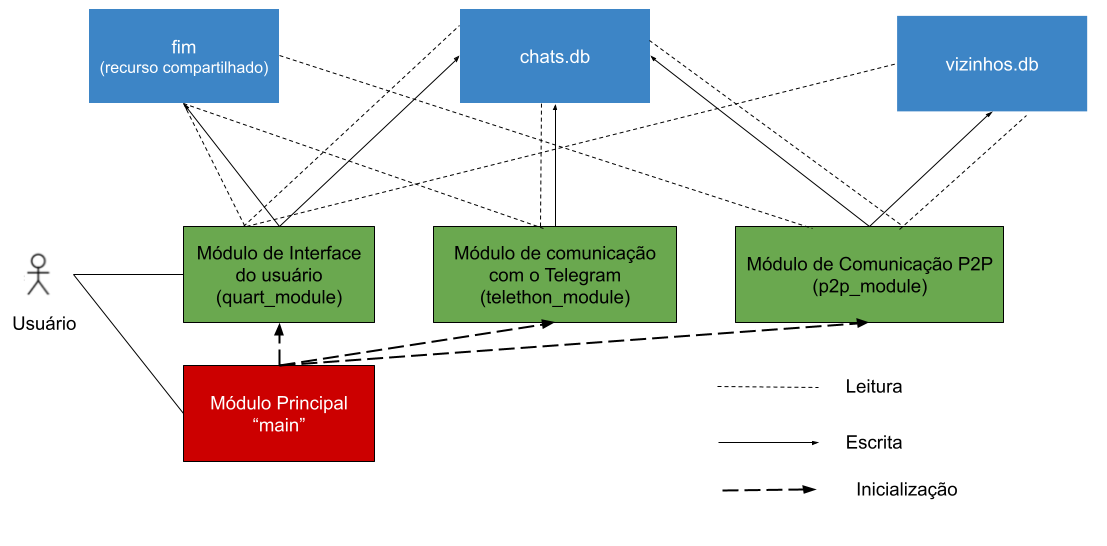 fim
(recurso compartilhado)
chats.db
vizinhos.db
Módulo de Interface
do usuário
(quart_module)
Módulo de comunicação
com o Telegram
(telethon_module)
Módulo de Comunicação P2P
(p2p_module)
Usuário
Módulo Principal
“main”
Leitura
Escrita
Inicialização